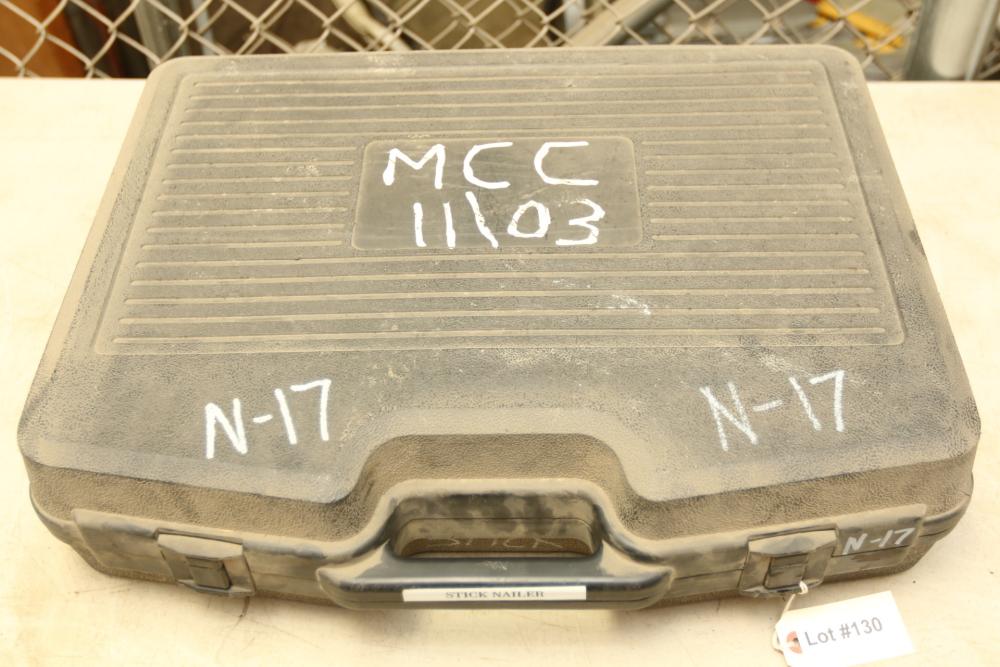 MCC
11\03
N-17
N-17
N-17
STICK NAILER
Lot #130